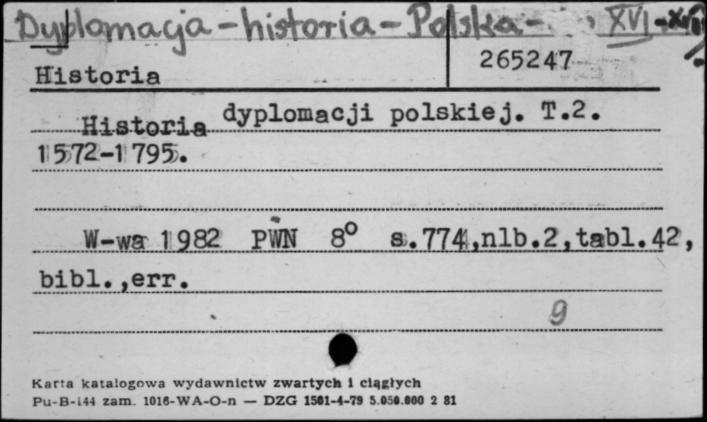 Dyplomacja - historia - Polska - XVI - XVIII
265247
Historia
Historia dyplomacji polskiej. T.2.
1572-1795.
W-wa 1982 PWN 8° s.774,nlb.2,tabl.42,
bibl.,err.
9
Karta katalogowa wydawnictw zwartych i ciągłych
Pu-B-144 zam. 1016-WA-O-n — DZG 1501-4-79 5.050.000 2 81